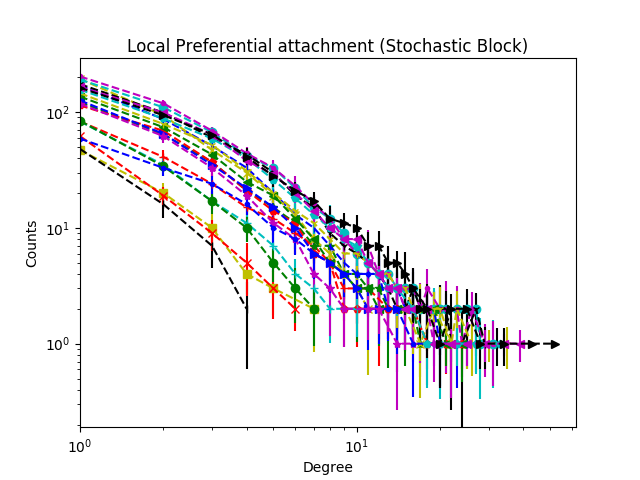 Local Preferential attachment (Stochastic Block)
Counts
10²
10¹
10⁰
10⁰
10¹
Degree